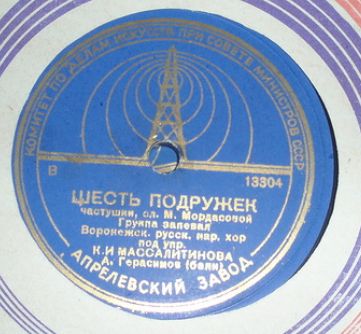 КОМИТЕТ ПО ДЕЛАМ ИСКУССТВ ПРИ СОВЕТЕ МИНИСТРОВ СССР
В 13304
ШЕСТЬ ПОДРУЖЕК
частушки, сл. М. Мордасовой
Группа запевал
Воронежск. русск. нар. хор
под упр.
К.И МАССАЛИТИНОВА
А. Герасимов (баян)
АПРЕЛЕВСКИЙ ЗАВОД